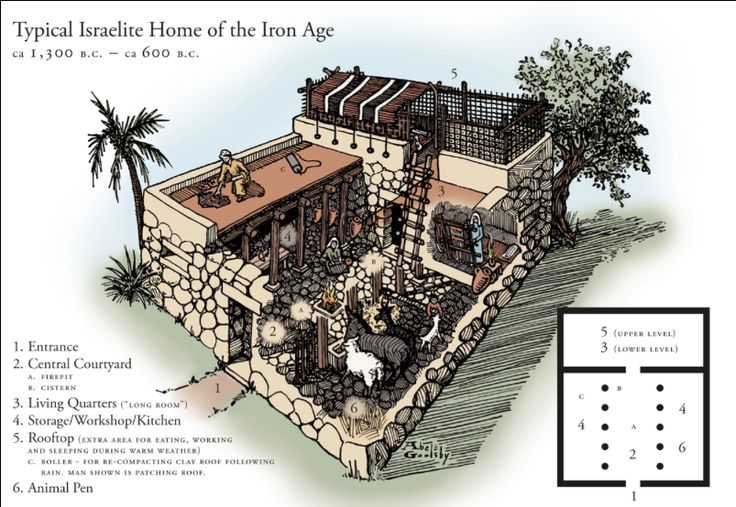 Typical Israelite Home of the Iron Age
ca 1,300 B.C. – ca 600 B.C.
5
C
3
4
B
A
2
1
6
1. Entrance
2. Central Courtyard
A. FIREPIT
B. CISTERN
3. Living Quarters ("LONG ROOM")
4. Storage/Workshop/Kitchen
5. Rooftop (EXTRA AREA FOR EATING, WORKING
AND SLEEPING DURING WARM WEATHER)
C. ROLLER - FOR RE-COMPACTING CLAY ROOF FOLLOWING
RAIN. MAN SHOWN IS PATCHING ROOF.
6. Animal Pen
Abel
Goolsby
5 (UPPER LEVEL)
3 (LOWER LEVEL)
C B
4 A 4
2 6
1